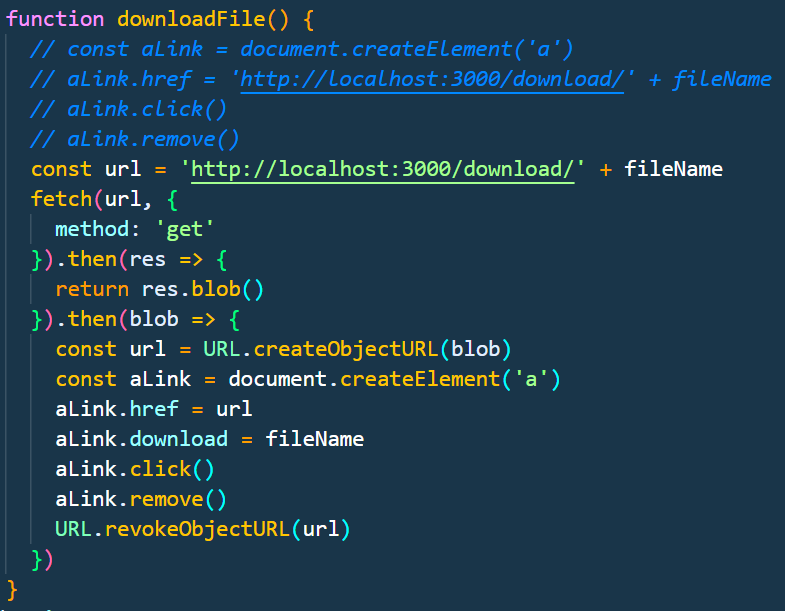 function downloadFile() {
// const aLink = document.createElement('a')
// aLink.href = 'http://localhost:3000/download/' + fileName
// aLink.click()
// aLink.remove()
const url = 'http://localhost:3000/download/' + fileName
fetch(url, {
method: 'get'
}).then(res => {
return res.blob()
}).then(blob => {
const url = URL.createObjectURL(blob)
const aLink = document.createElement('a')
aLink.href = url
aLink.download = fileName
aLink.click()
aLink.remove()
URL.revokeObjectURL(url)
})
}